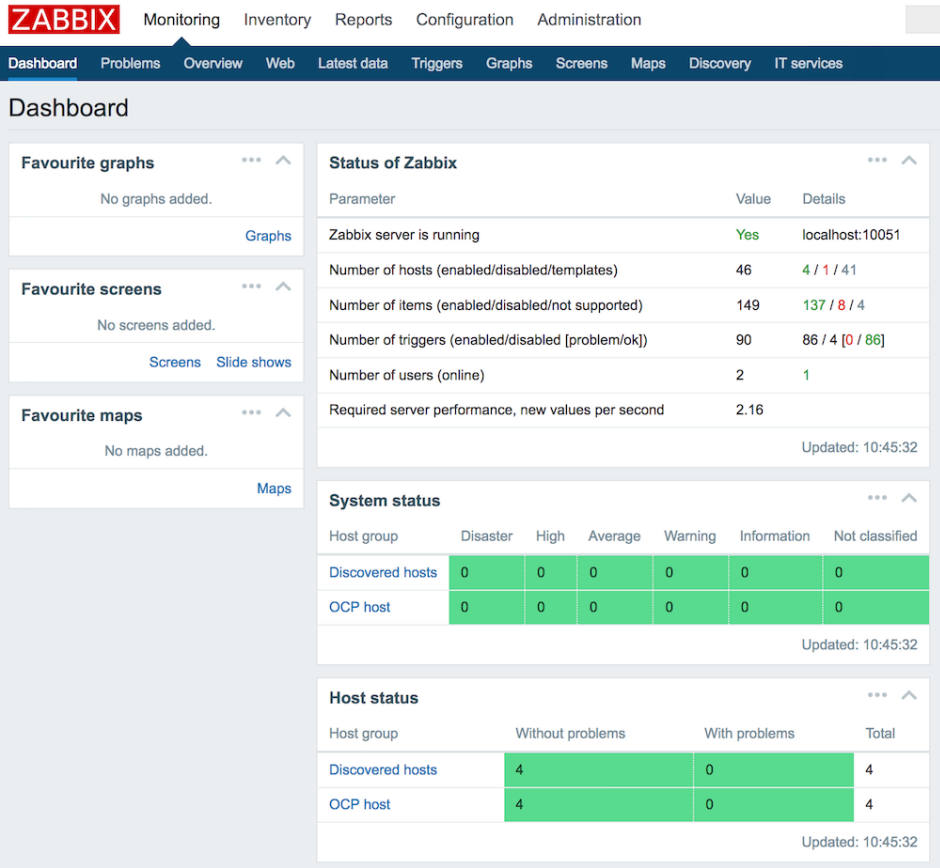 ZABBIX Monitoring Inventory Reports Configuration Administration
Dashboard Problems Overview Web Latest data Triggers Graphs Screens Maps Discovery IT services
Dashboard
Favourite graphs
No graphs added.
Graphs
Favourite screens
No screens added.
Screens Slide shows
Favourite maps
No maps added.
Maps
Status of Zabbix
Parameter Value Details
Zabbix server is running Yes localhost:10051
Number of hosts (enabled/disabled/templates) 46 4 / 1 / 41
Number of items (enabled/disabled/not supported) 149 137 / 8 / 4
Number of triggers (enabled/disabled [problem/ok]) 90 86 / 4 [0 / 86]
Number of users (online) 2 1
Required server performance, new values per second 2.16
Updated: 10:45:32
System status
Host group Disaster High Average Warning Information Not classified
Discovered hosts 0 0 0 0 0 0
OCP host 0 0 0 0 0 0
Updated: 10:45:32
Host status
Host group Without problems With problems Total
Discovered hosts 4 0 4
OCP host 4 0 4
Updated: 10:45:32